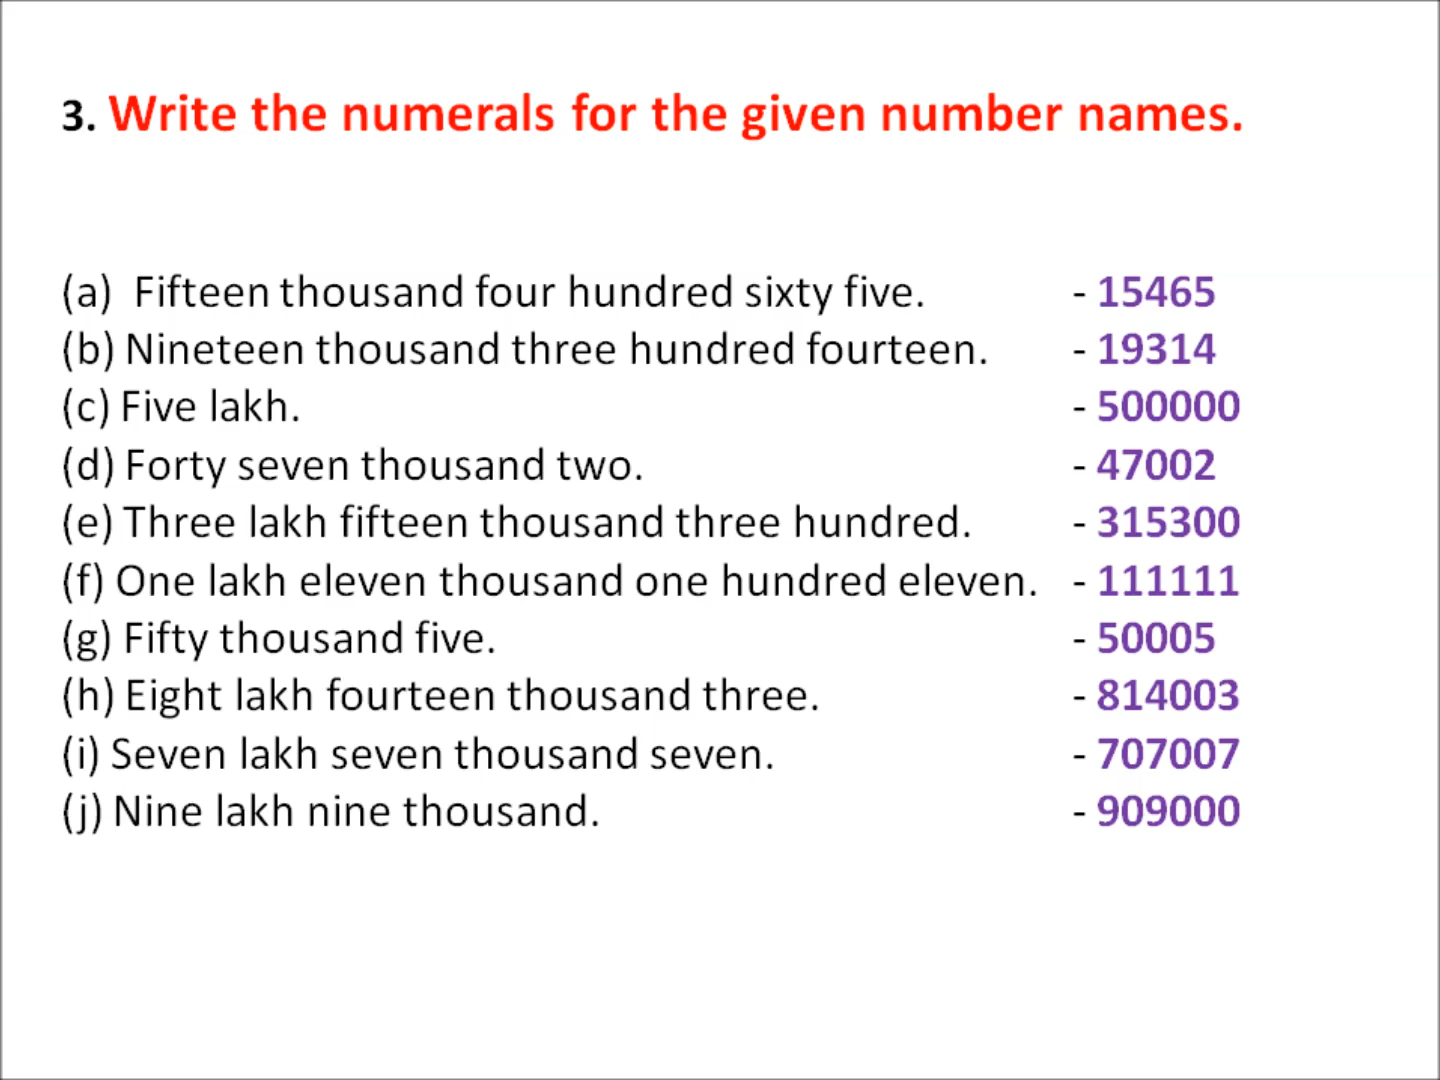 3. Write the numerals for the given number names.
(a) Fifteen thousand four hundred sixty five. - 15465
(b) Nineteen thousand three hundred fourteen. - 19314
(c) Five lakh. - 500000
(d) Forty seven thousand two. - 47002
(e) Three lakh fifteen thousand three hundred. - 315300
(f) One lakh eleven thousand one hundred eleven. - 111111
(g) Fifty thousand five. - 50005
(h) Eight lakh fourteen thousand three. - 814003
(i) Seven lakh seven thousand seven. - 707007
(j) Nine lakh nine thousand. - 909000